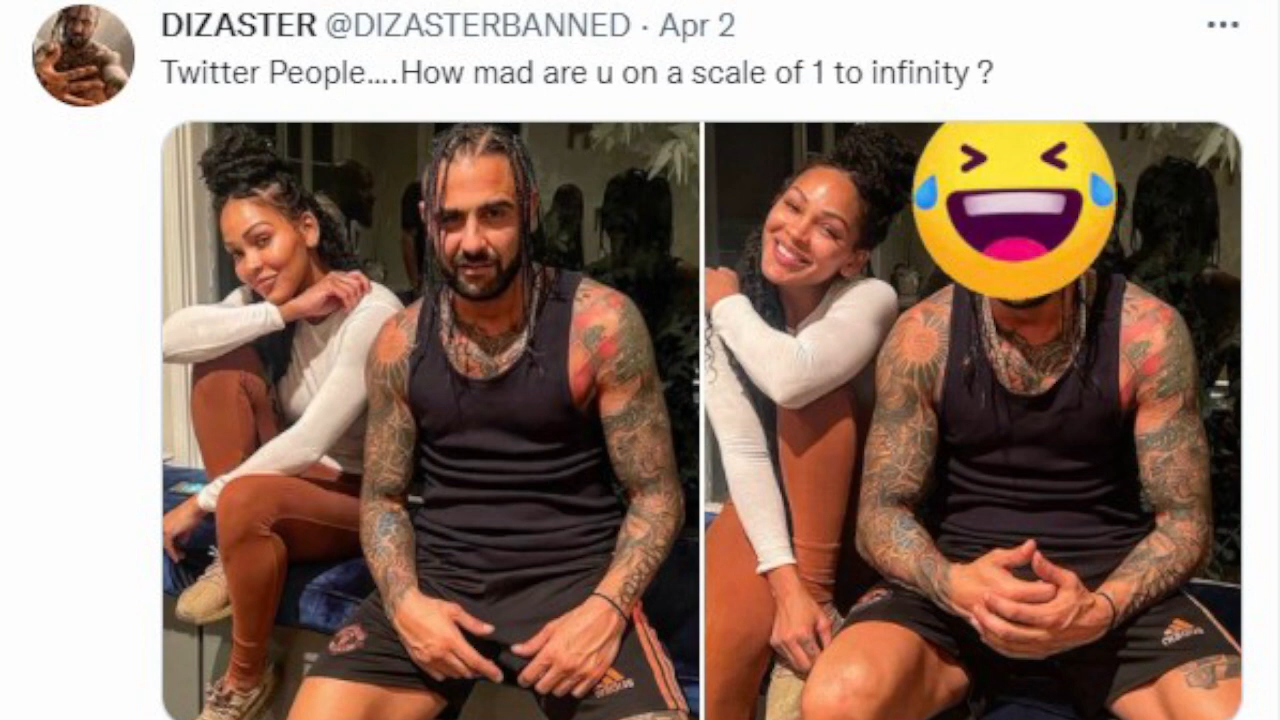 DIZASTER @DIZASTERBANNED · Apr 2
Twitter People....How mad are u on a scale of 1 to infinity ?
adidas
adidas